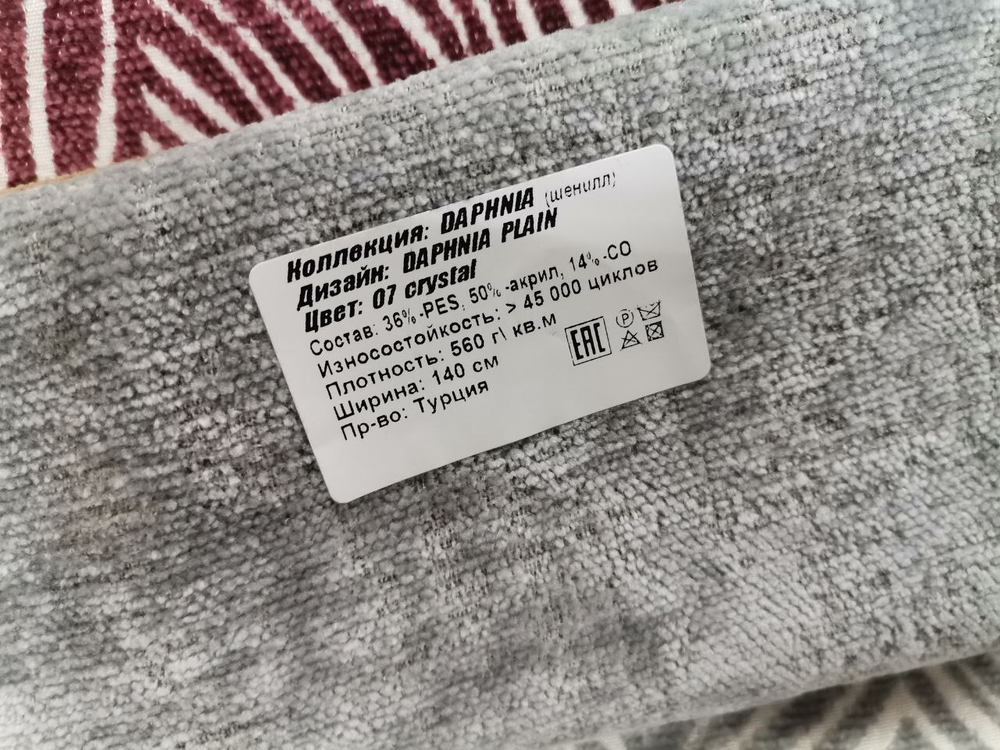 Коллекция: DAPHNIA (шенилл)
Дизайн: DAPHNIA PLAIN
Цвет: 07 crystal
Состав: 36%-PES, 50%-акрил, 14%-CO
Износостойкость: > 45 000 циклов
Плотность: 560 г\ кв.м
Ширина: 140 см
Пр-во: Турция
EAC
P